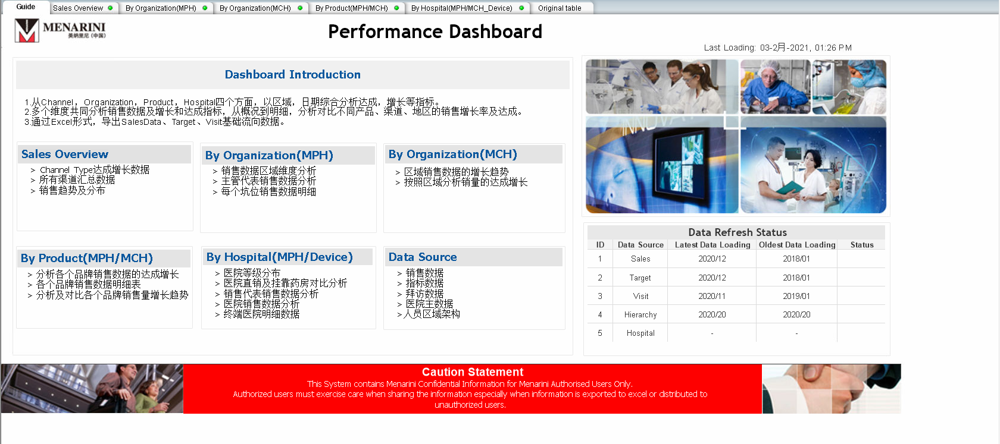 Guide
Sales Overview
By Organization(MPH)
By Organization(MCH)
By Product(MPH/MCH)
By Hospital(MPH/MCH_Device)
Original table
MENARINI
美纳里尼（中国）
Performance Dashboard
Last Loading: 03-2月-2021, 01:26 PM
Dashboard Introduction
1.从Channel，Organization，Product，Hospital四个方面，以区域，日期综合分析达成，增长等指标。
2.多个维度共同分析销售数据及增长和达成指标，从概况到明细，分析对比不同产品、渠道、地区的销售增长率及达成。
3.通过Excel形式，导出SalesData、Target、Visit基础流向数据。
Sales Overview
> Channel Type达成增长数据
> 所有渠道汇总数据
> 销售趋势及分布
By Organization(MPH)
> 销售数据区域维度分析
> 主管代表销售数据分析
> 每个坑位销售数据明细
By Organization(MCH)
> 区域销售数据的增长趋势
> 按照区域分析销量的达成增长
By Product(MPH/MCH)
> 分析各个品牌销售数据的达成增长
> 各个品牌销售数据明细表
> 分析及对比各个品牌销售量增长趋势
By Hospital(MPH/Device)
> 医院等级分布
> 医院直销及挂靠药房对比分析
> 销售代表销售数据分析
> 医院销售数据分析
> 终端医院明细数据
Data Source
> 销售数据
> 指标数据
> 拜访数据
> 医院主数据
>人员区域架构
Data Refresh Status
ID Data Source Latest Data Loading Oldest Data Loading Status
1 Sales 2020/12 2018/01
2 Target 2020/12 2018/01
3 Visit 2020/11 2019/01
4 Hierarchy 2020/20 2020/20
5 Hospital - -
Caution Statement
This System contains Menarini Confidential Information for Menarini Authorised Users Only.
Authorized users must exercise care when sharing the information especially when information is exported to excel or distributed to
unauthorized users.